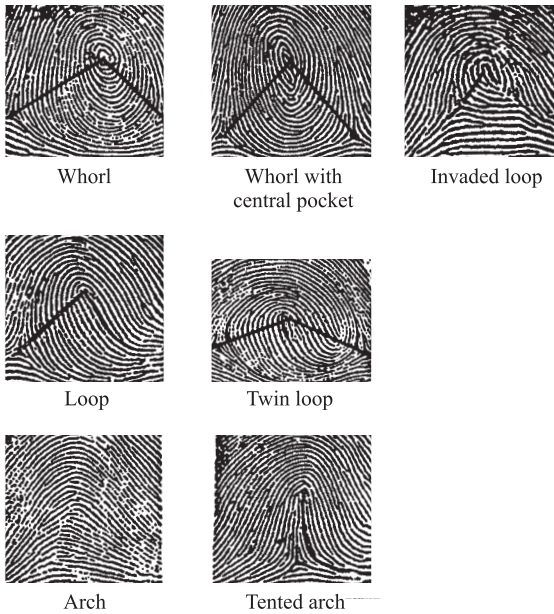 Whorl
Whorl with
central pocket
Invaded loop
Loop
Twin loop
Arch
Tented arch